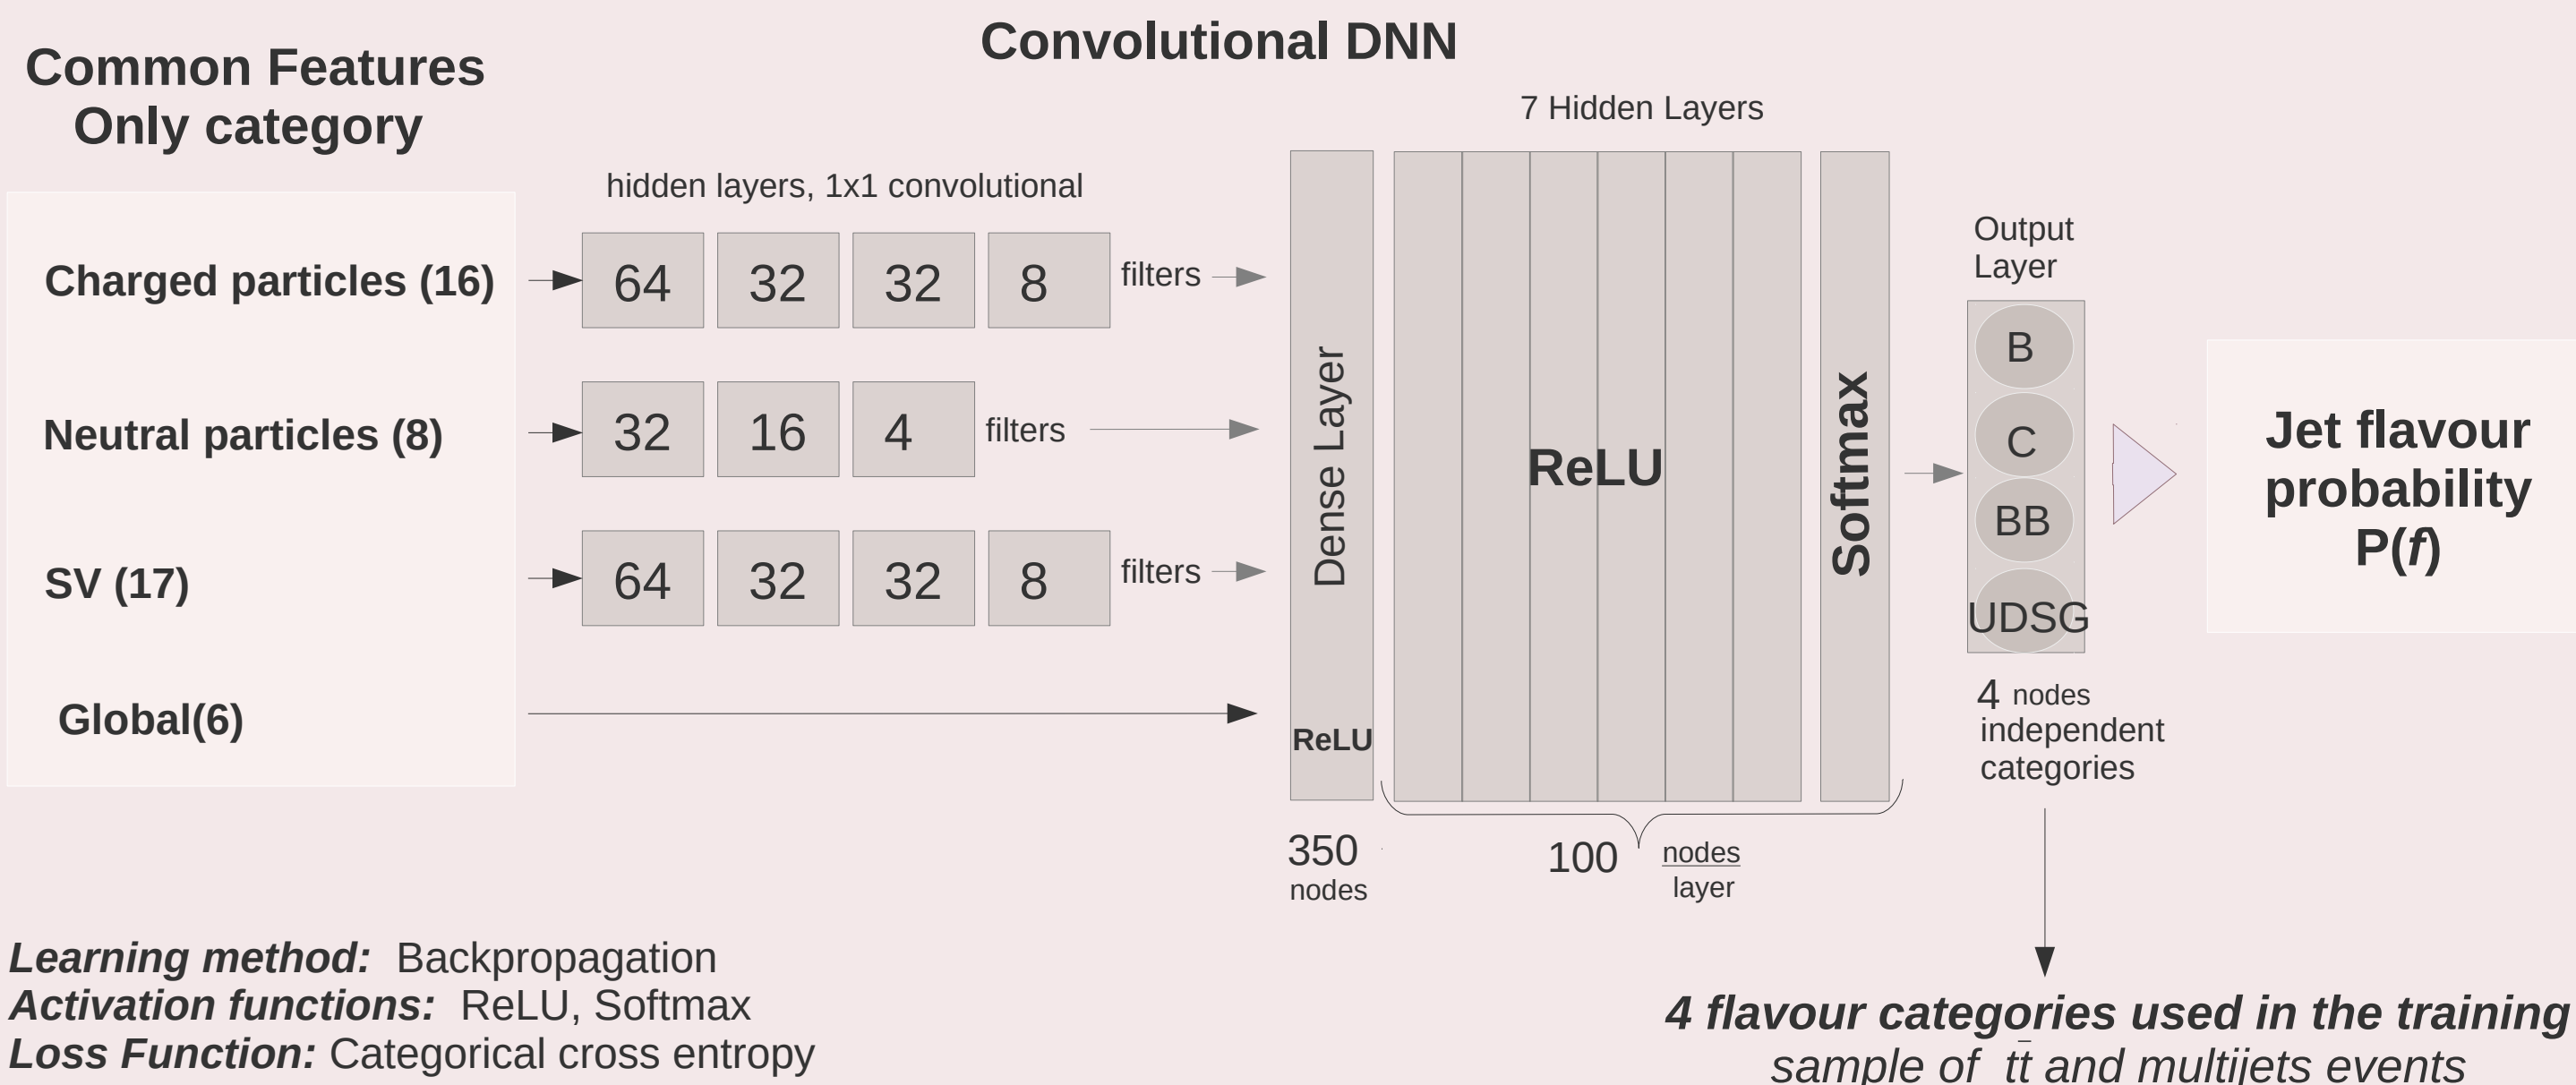 Convolutional DNN
Common Features
Only category
7 Hidden Layers
hidden layers, 1x1 convolutional
Charged particles (16)
64 32 32 8 filters
Neutral particles (8)
32 16 4 filters
SV (17)
64 32 32 8 filters
Global(6)
Dense Layer
ReLU
350
nodes
ReLU
Softmax
100 nodes
layer
Output
Layer
B
C
BB
UDSG
4 nodes
independent
categories
Jet flavour
probability
P(f)
Learning method: Backpropagation
Activation functions: ReLU, Softmax
Loss Function: Categorical cross entropy
4 flavour categories used in the training
sample of tt̅ and multijets events